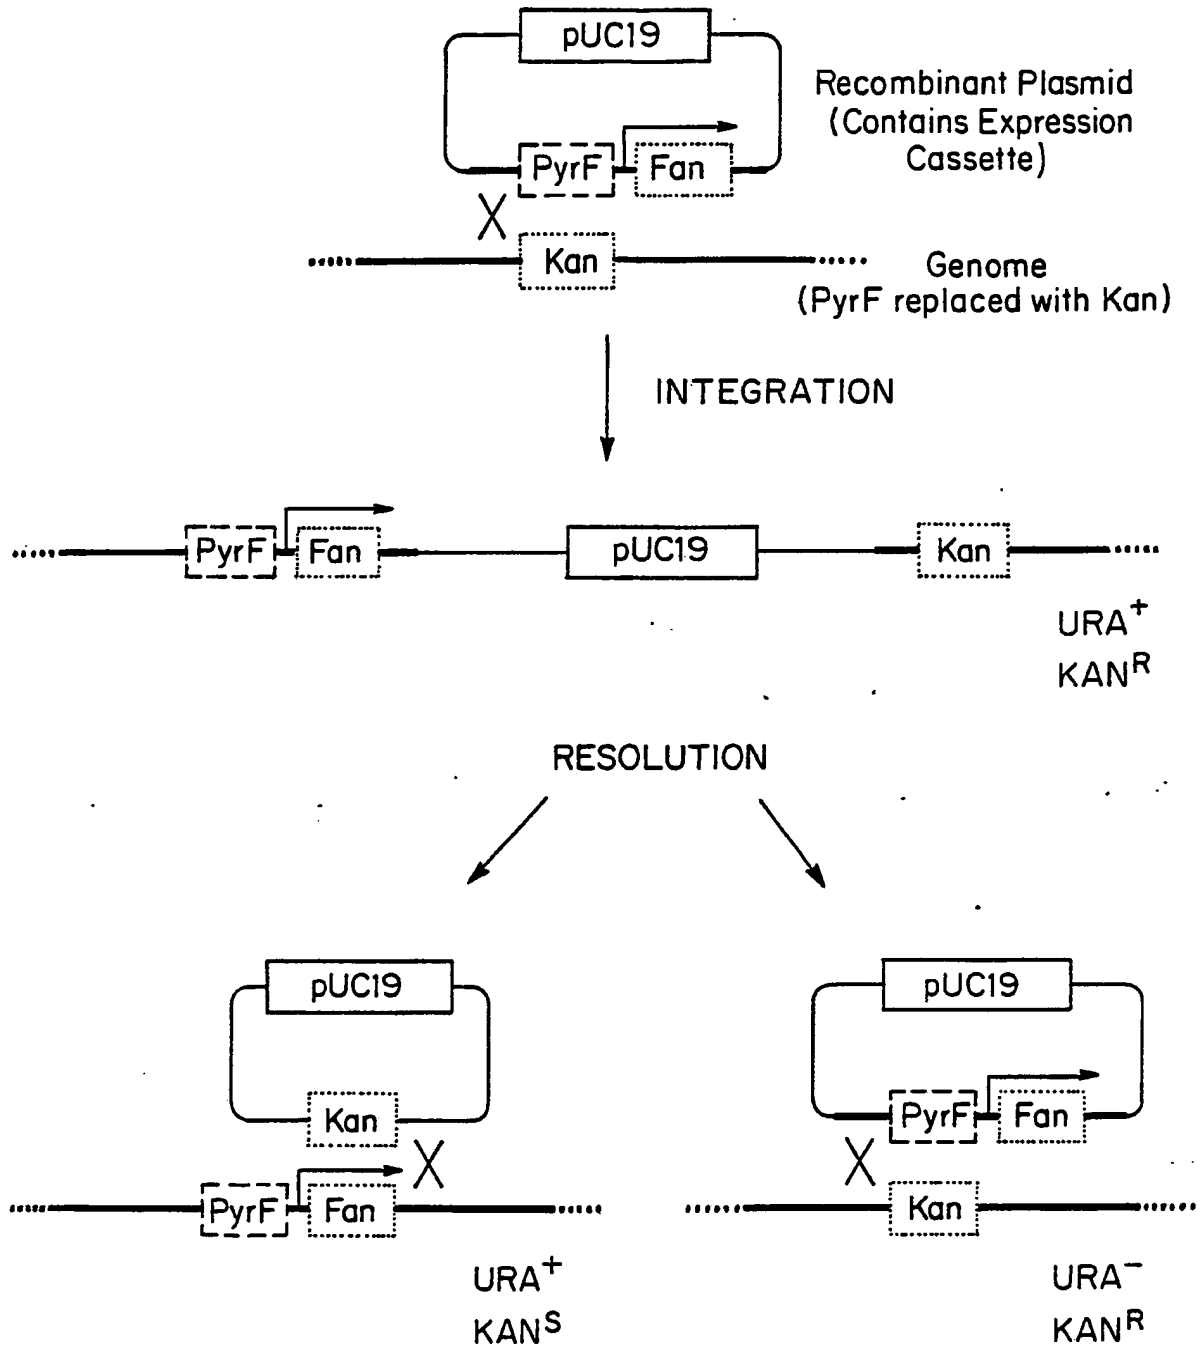 pUC19
Recombinant Plasmid
(Contains Expression
Cassette)
PyrF
Fan
Kan
Genome
(PyrF replaced with Kan)
INTEGRATION
PyrF
Fan
pUC19
Kan
URA+
KANR
RESOLUTION
pUC19
Kan
PyrF
Fan
URA+
KANS
pUC19
PyrF
Fan
Kan
URA-
KANR